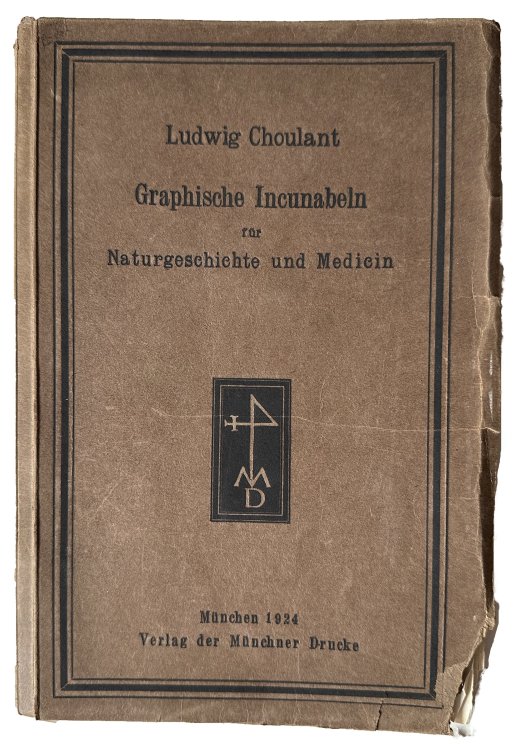 Ludwig Choulant
Graphische Incunabeln
für
Naturgeschichte und Medicin
MD
München 1924
Verlag der Münchner Drucke